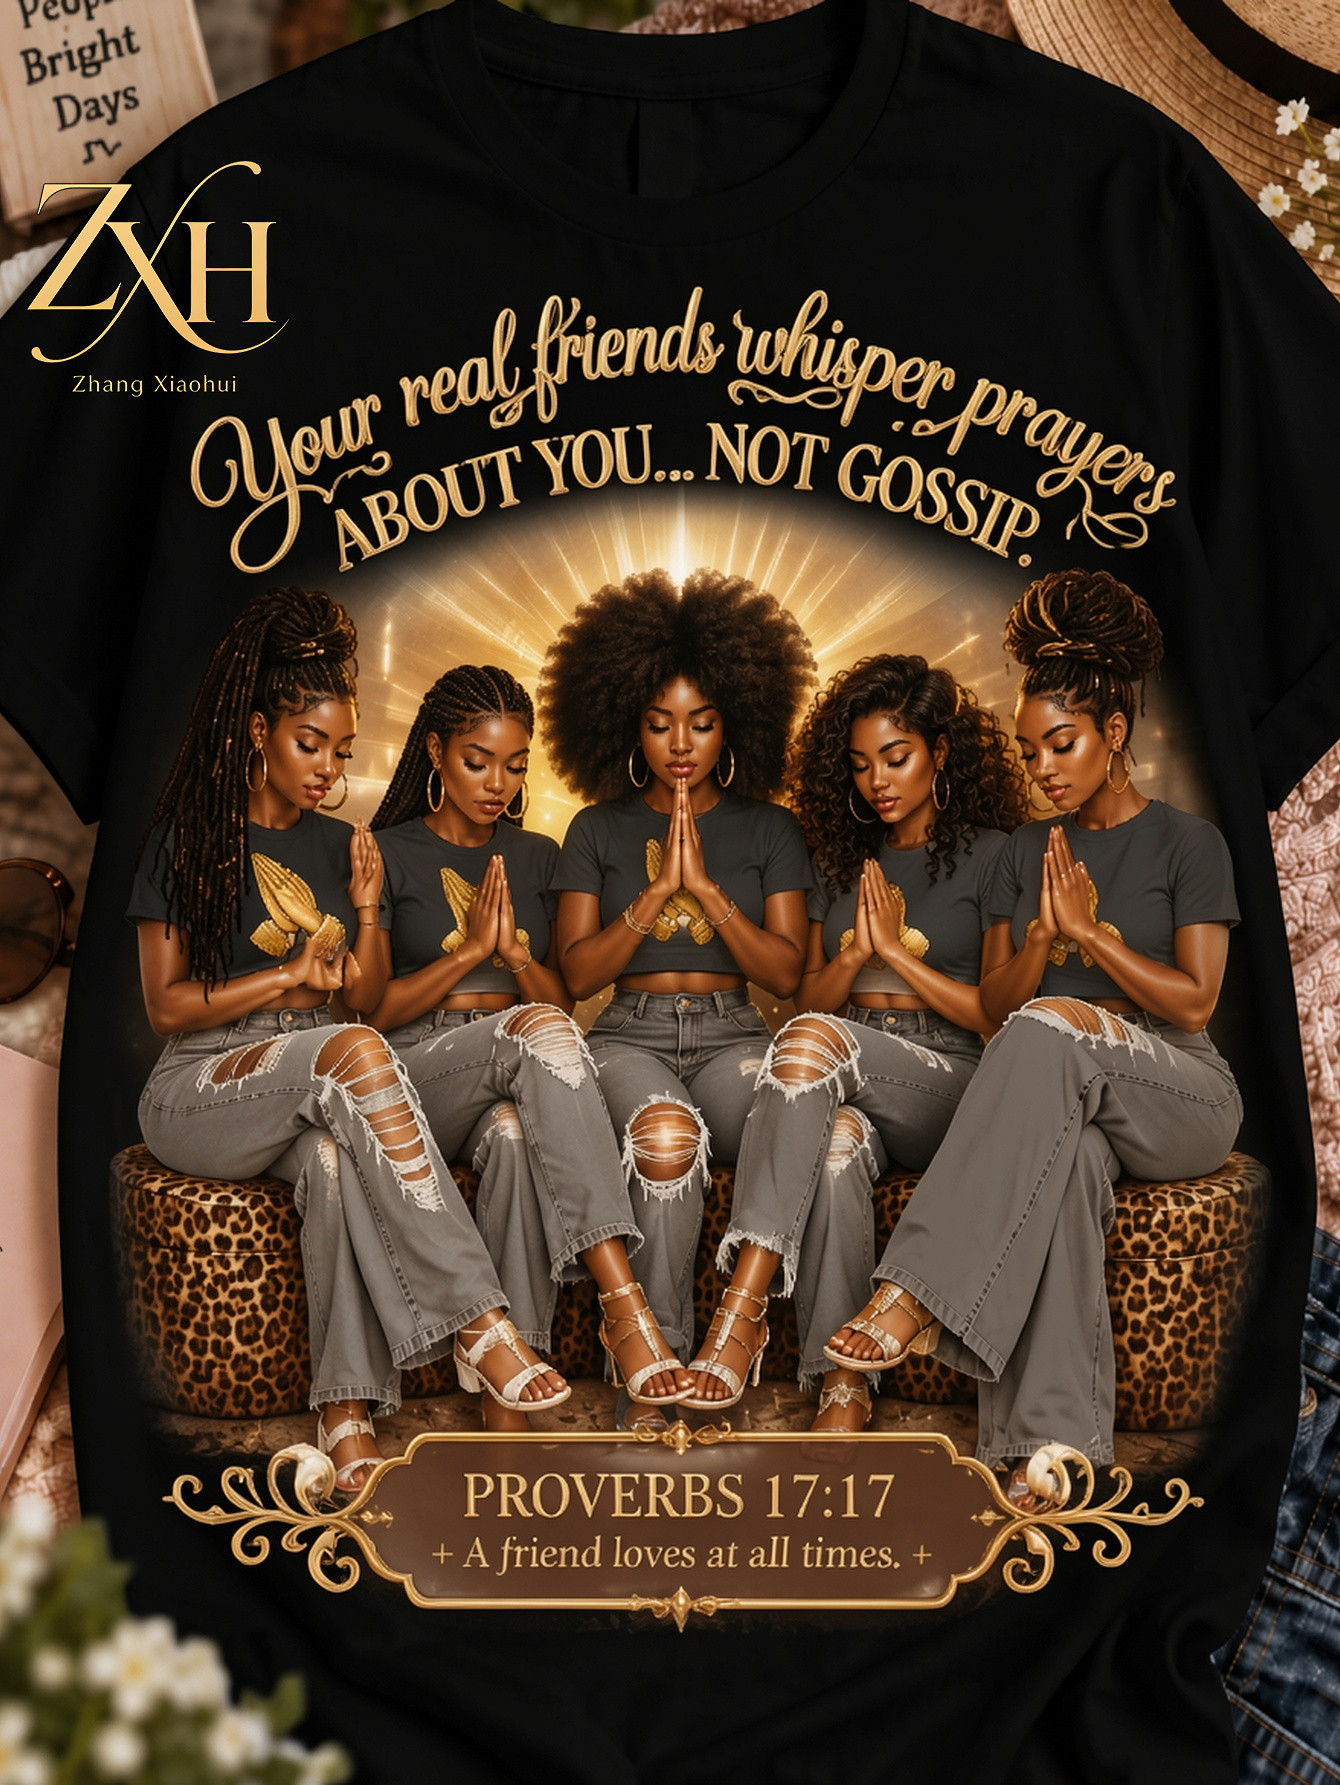 Bright
Days
ZXH
Zhang Xiaohui
Your real friends whisper prayers
ABOUT YOU... NOT GOSSIP.
PROVERBS 17:17
+ A friend loves at all times. +